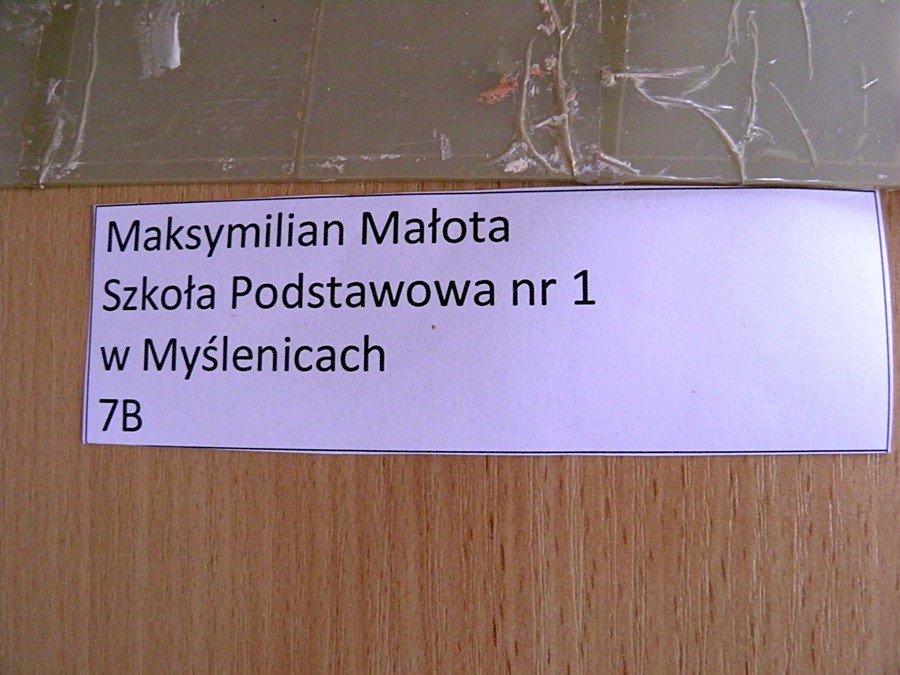 Maksymilian Małota
Szkoła Podstawowa nr 1
w Myślenicach
7B